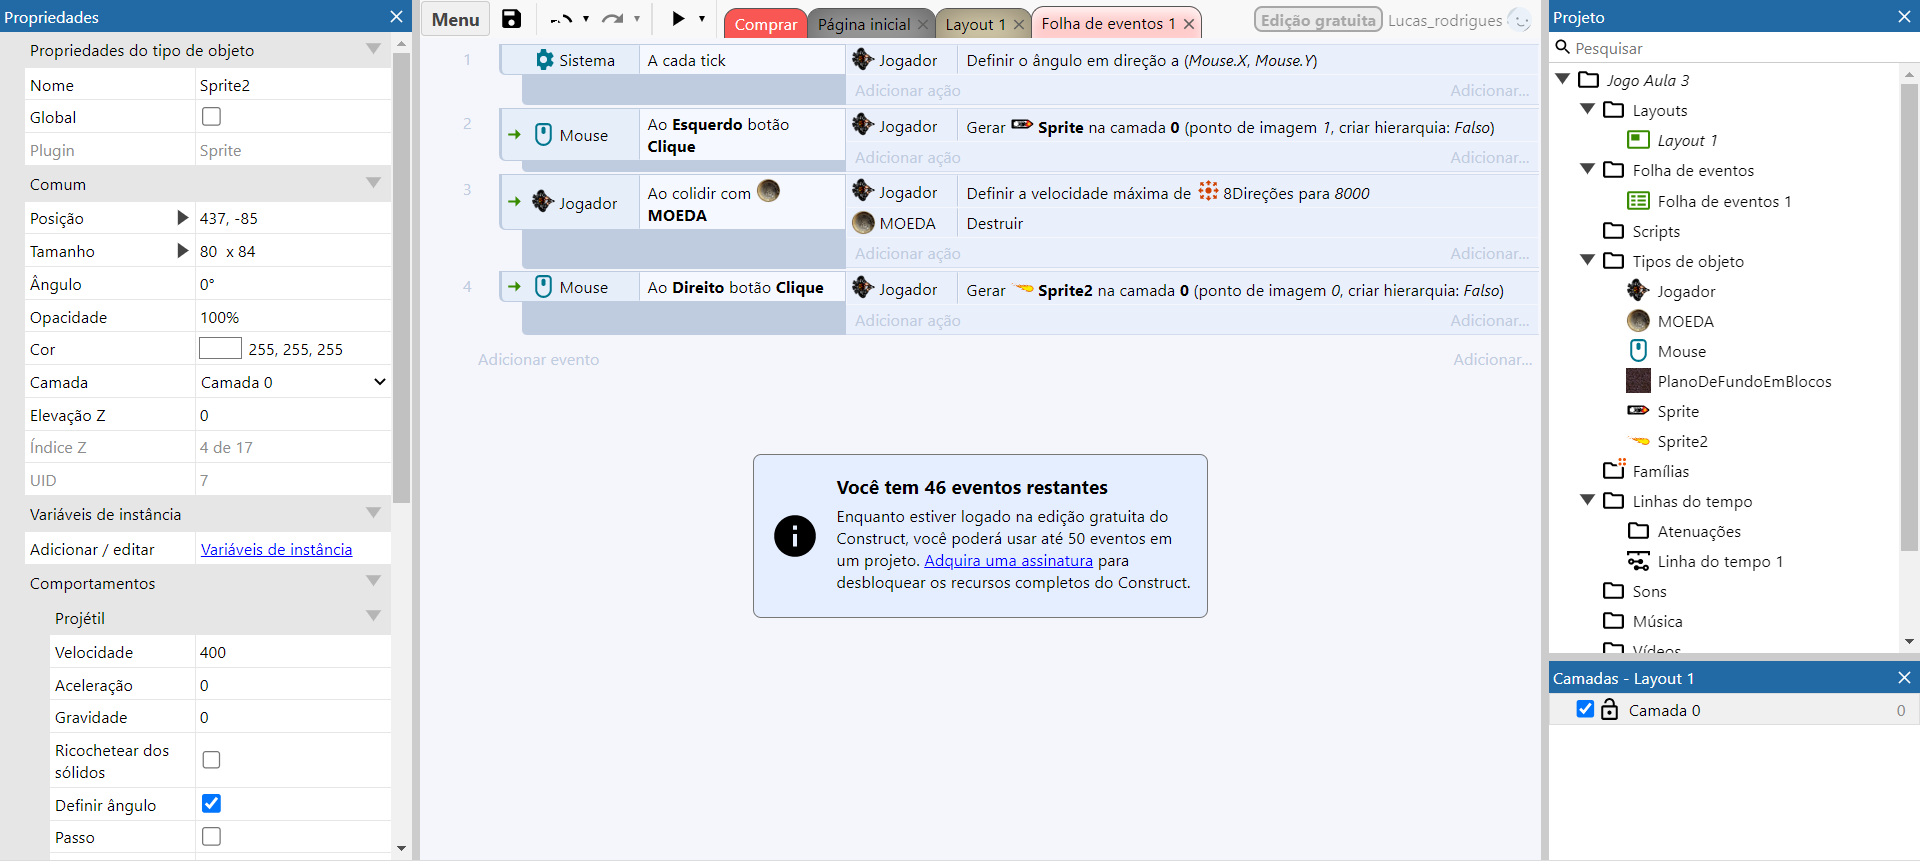 Propriedades
Propriedades do tipo de objeto
Nome Sprite2
Global
Plugin Sprite
Comum
Posição 437, -85
Tamanho 80 x 84
Ângulo 0°
Opacidade 100%
Cor 255, 255, 255
Camada Camada 0
Elevação Z 0
Índice Z 4 de 17
UID 7
Variáveis de instância
Adicionar / editar Variáveis de instância
Comportamentos
Projétil
Velocidade 400
Aceleração 0
Gravidade 0
Ricochetear dos
sólidos
Definir ângulo
Passo
Menu Comprar Página inicial Layout 1 Folha de eventos 1 Edição gratuita Lucas_rodrigues
1 Sistema A cada tick Jogador Definir o ângulo em direção a (Mouse.X, Mouse.Y)
Adicionar ação Adicionar...
2 Mouse Ao Esquerdo botão
Clique Jogador Gerar Sprite na camada 0 (ponto de imagem 1, criar hierarquia: Falso)
Adicionar ação Adicionar...
3 Jogador Ao colidir com
MOEDA Jogador Definir a velocidade máxima de 8Direções para 8000
MOEDA Destruir
Adicionar ação Adicionar...
4 Mouse Ao Direito botão Clique Jogador Gerar Sprite2 na camada 0 (ponto de imagem 0, criar hierarquia: Falso)
Adicionar ação Adicionar...
Adicionar evento Adicionar...
Você tem 46 eventos restantes
Enquanto estiver logado na edição gratuita do
Construct, você poderá usar até 50 eventos em
um projeto. Adquira uma assinatura para
desbloquear os recursos completos do Construct.
Projeto
Pesquisar
Jogo Aula 3
Layouts
Layout 1
Folha de eventos
Folha de eventos 1
Scripts
Tipos de objeto
Jogador
MOEDA
Mouse
PlanoDeFundoEmBlocos
Sprite
Sprite2
Famílias
Linhas do tempo
Atenuações
Linha do tempo 1
Sons
Música
Vídeos
Camadas - Layout 1
Camada 0 0